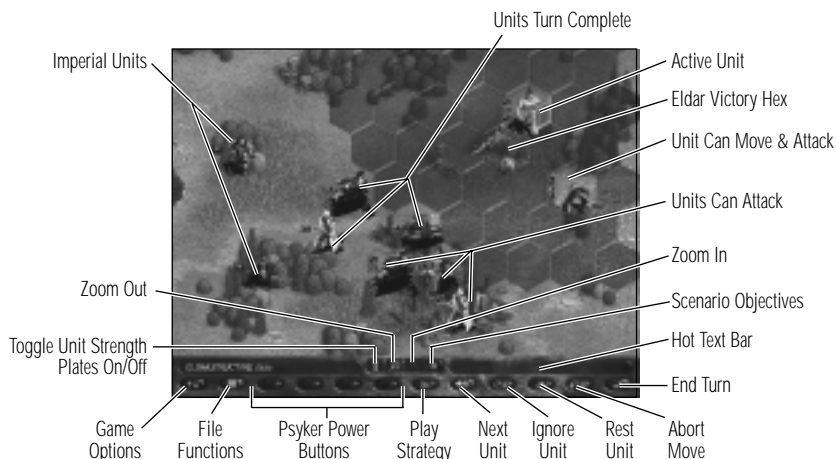 Units Turn Complete
Imperial Units
Active Unit
Eldar Victory Hex
Unit Can Move & Attack
Units Can Attack
Zoom In
Zoom Out
Scenario Objectives
Toggle Unit Strength
Plates On/Off
Hot Text Bar
End Turn
Game
Options
File
Functions
Psyker Power
Buttons
Play
Strategy
Next
Unit
Ignore
Unit
Rest
Unit
Abort
Move